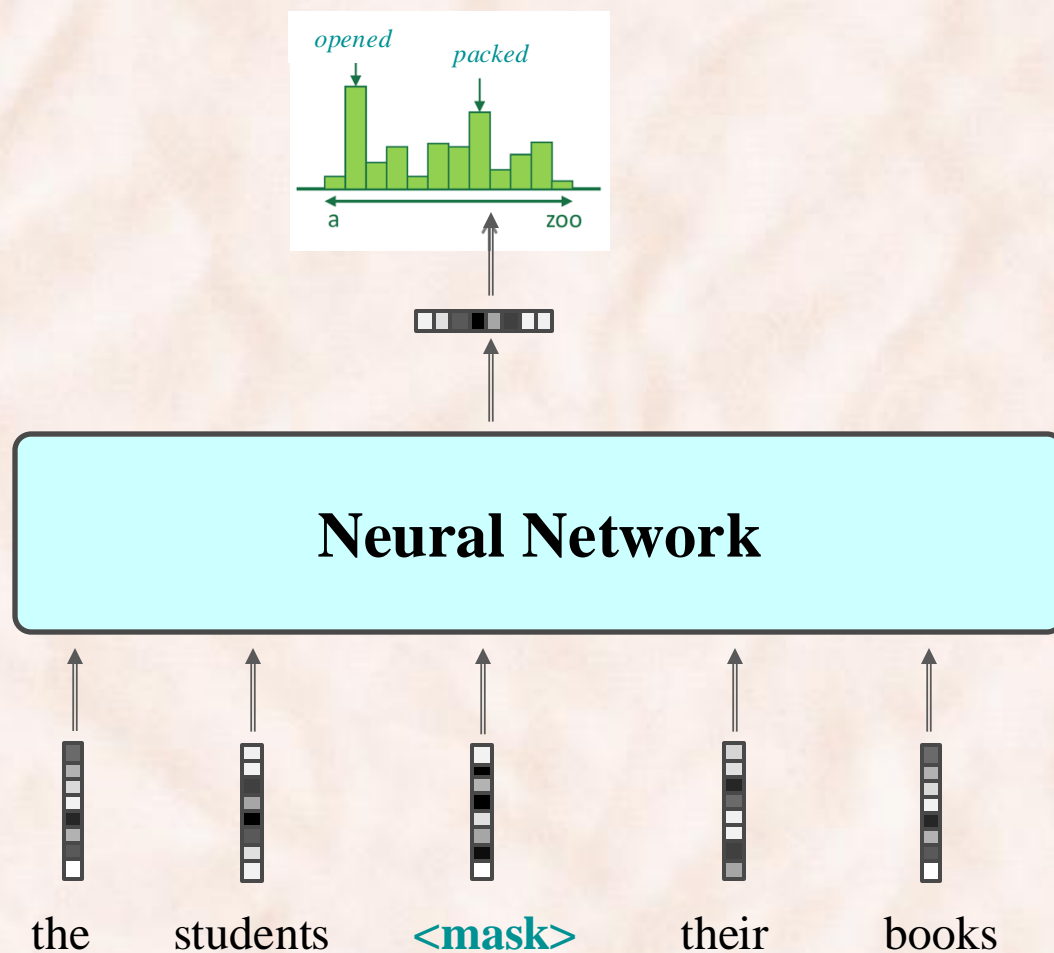 opened
packed
a zoo
Neural Network
the students <mask> their books